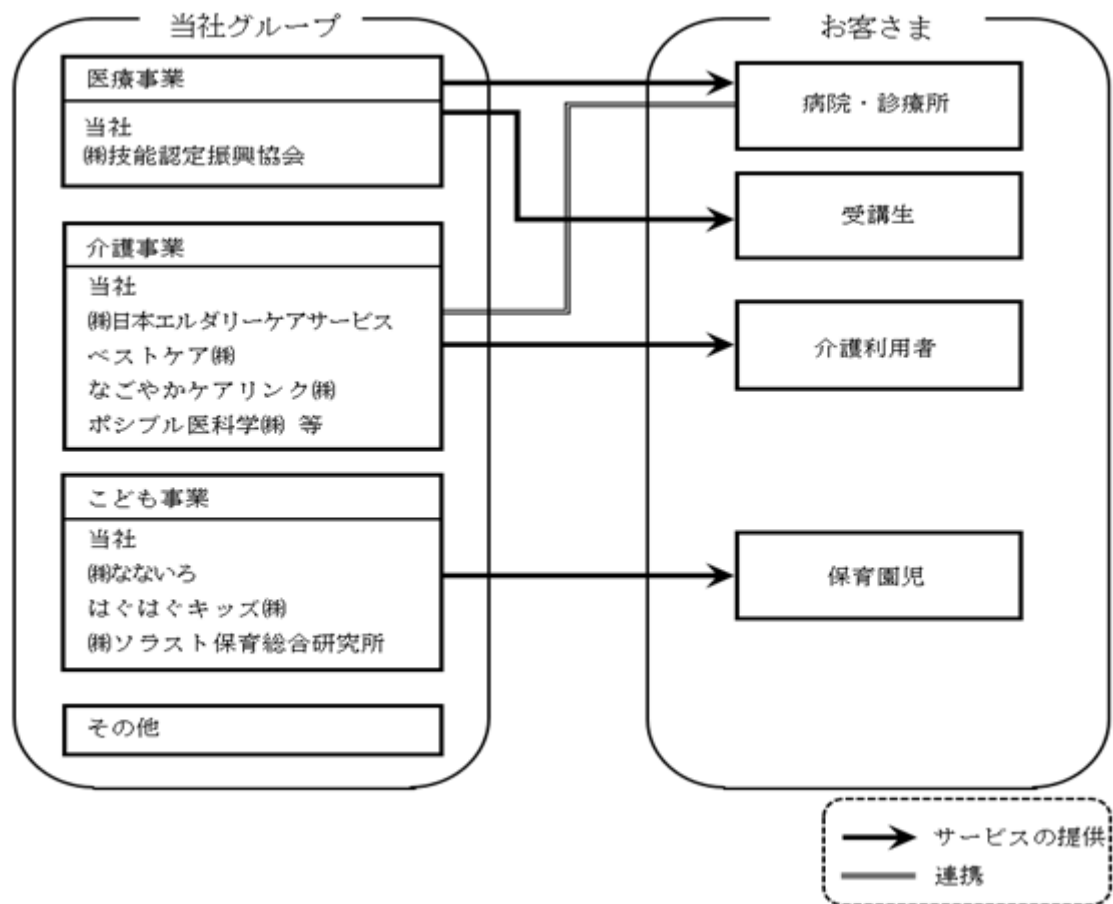 当社グループ
医療事業
当社
㈱技能認定振興協会
介護事業
当社
㈱日本エルダリーケアサービス
ベストケア㈱
なごやかケアリンク㈱
ポシブル医科学㈱ 等
こども事業
当社
㈱なないろ
はぐはぐキッズ㈱
㈱ソラスト保育総合研究所
その他
お客さま
病院・診療所
受講生
介護利用者
保育園児
サービスの提供
連携